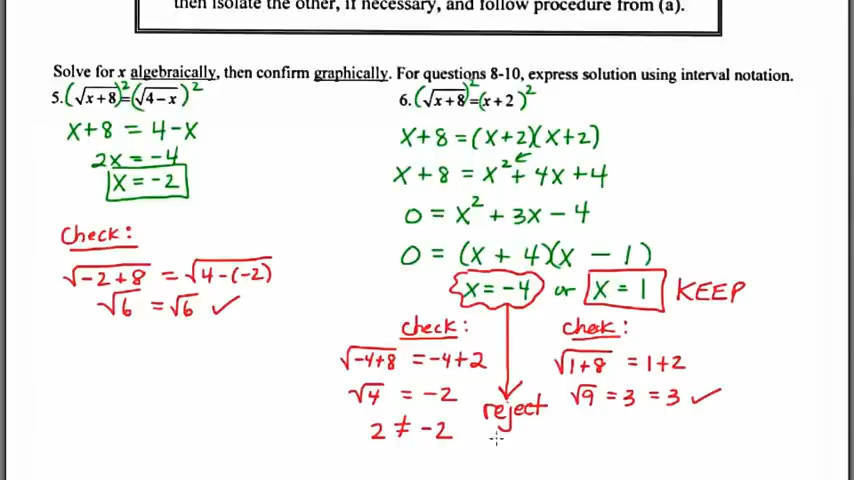 then isolate the other, if necessary, and follow procedure from (a).
Solve for x algebraically, then confirm graphically. For questions 8-10, express solution using interval notation.
5. (√x+8)²=(√4-x)²
x+8 = 4-x
2x = -4
x = -2
Check:
√-2+8 = √4-(-2)
√6 = √6 ✓
6. (√x+8)²=(x+2)²
x+8 = (x+2)(x+2)
x+8 = x²+ 4x+4
0 = x² + 3x - 4
0 = (x + 4)(x - 1)
x = -4 or x = 1 KEEP
check:
√-4+8 = -4+2
√4 = -2
2 ≠ -2
reject
check:
√1+8 = 1+2
√9 = 3 = 3 ✓